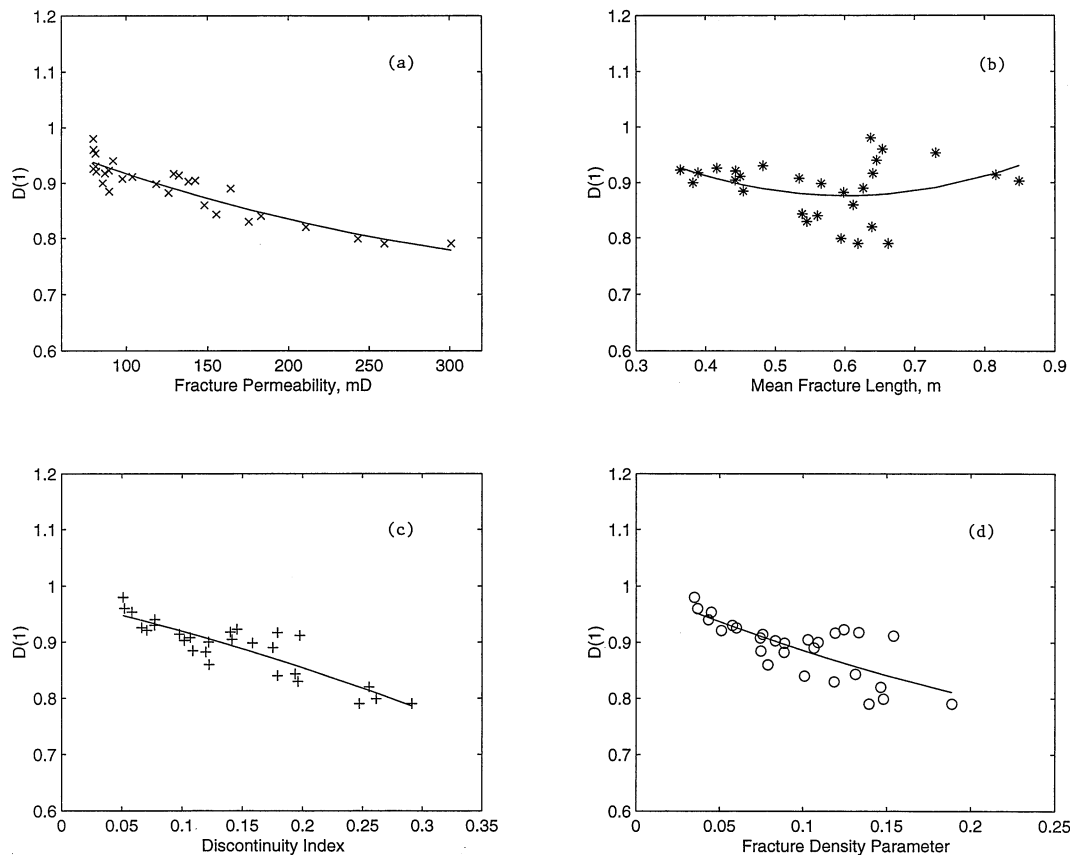 1.2
1.1
1
0.9
0.8
0.7
0.6
D(1)
(a)
100 150 200 250 300
Fracture Permeability, mD
1.2
1.1
1
0.9
0.8
0.7
0.6
D(1)
(b)
0.3 0.4 0.5 0.6 0.7 0.8 0.9
Mean Fracture Length, m
1.2
1.1
1
0.9
0.8
0.7
0.6
D(1)
(c)
0 0.05 0.1 0.15 0.2 0.25 0.3 0.35
Discontinuity Index
1.2
1.1
1
0.9
0.8
0.7
0.6
D(1)
(d)
0 0.05 0.1 0.15 0.2 0.25
Fracture Density Parameter